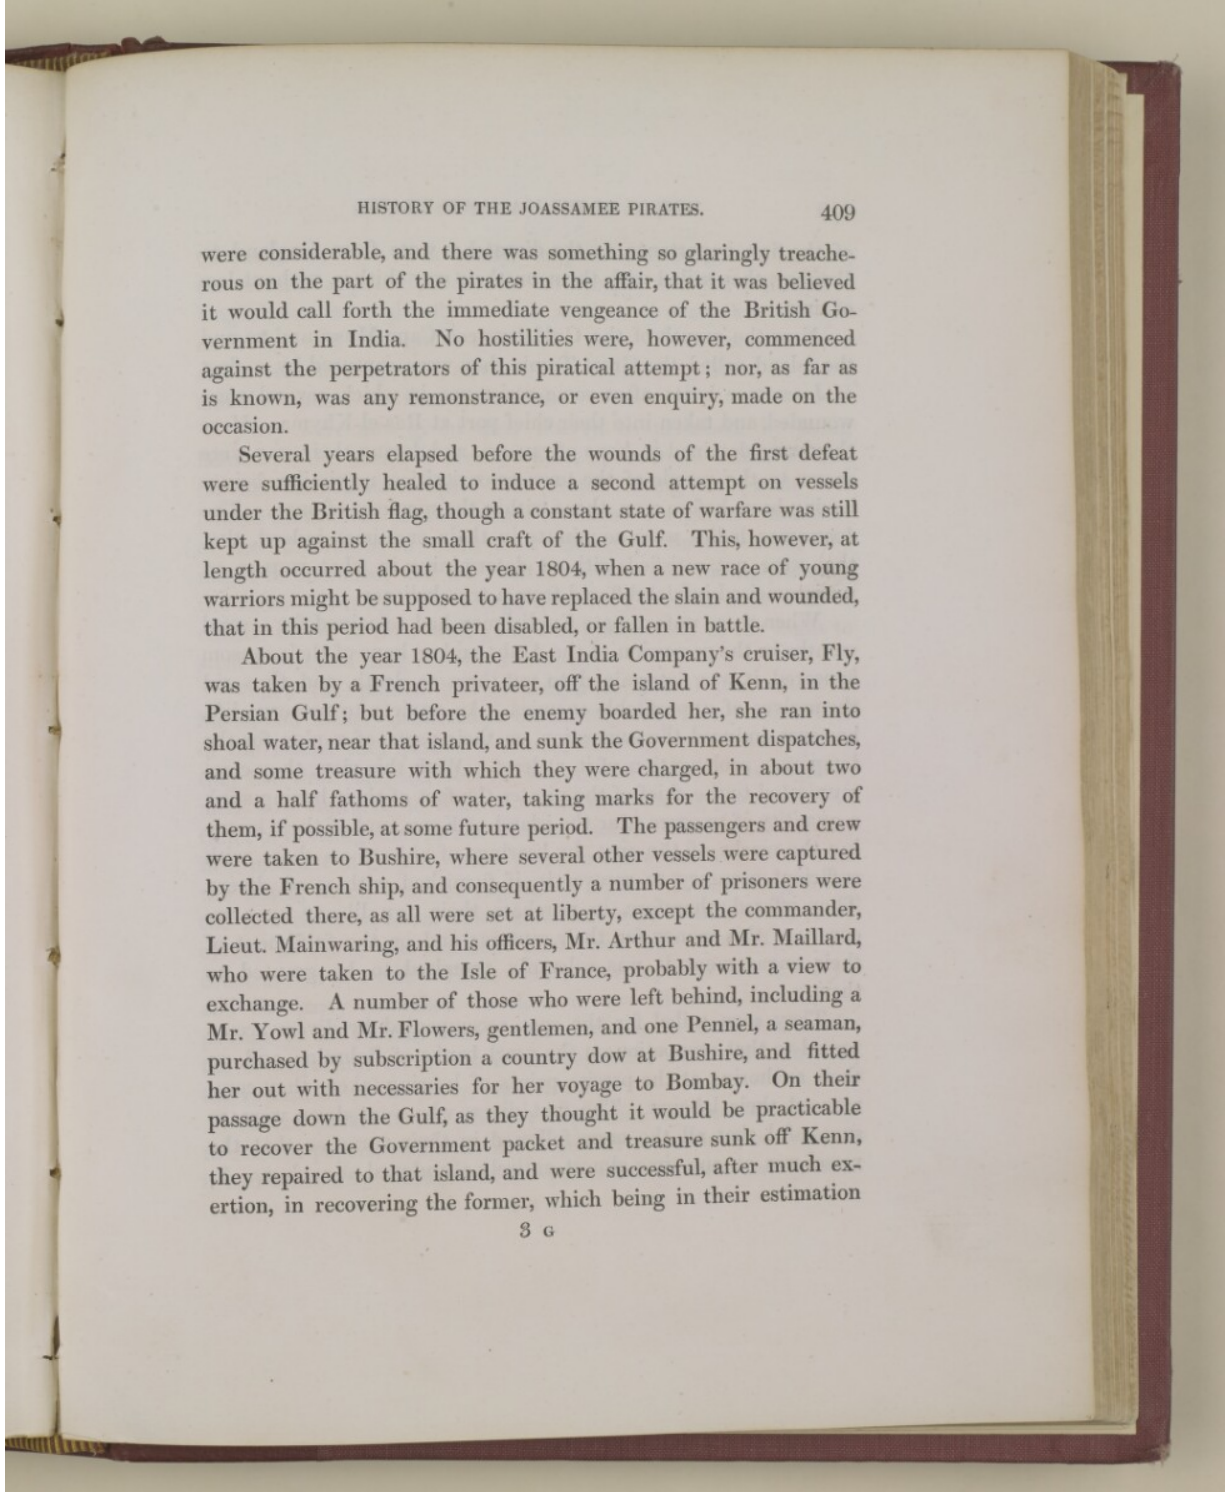 HISTORY OF THE JOASSAMEE PIRATES. 409
were considerable, and there was something so glaringly treache-
rous on the part of the pirates in the affair, that it was believed
it would call forth the immediate vengeance of the British Go-
vernment in India. No hostilities were, however, commenced
against the perpetrators of this piratical attempt; nor, as far as
is known, was any remonstrance, or even enquiry, made on the
occasion.
Several years elapsed before the wounds of the first defeat
were sufficiently healed to induce a second attempt on vessels
under the British flag, though a constant state of warfare was still
kept up against the small craft of the Gulf. This, however, at
length occurred about the year 1804, when a new race of young
warriors might be supposed to have replaced the slain and wounded,
that in this period had been disabled, or fallen in battle.
About the year 1804, the East India Company's cruiser, Fly,
was taken by a French privateer, off the island of Kenn, in the
Persian Gulf; but before the enemy boarded her, she ran into
shoal water, near that island, and sunk the Government dispatches,
and some treasure with which they were charged, in about two
and a half fathoms of water, taking marks for the recovery of
them, if possible, at some future period. The passengers and crew
were taken to Bushire, where several other vessels were captured
by the French ship, and consequently a number of prisoners were
collected there, as all were set at liberty, except the commander,
Lieut. Mainwaring, and his officers, Mr. Arthur and Mr. Maillard,
who were taken to the Isle of France, probably with a view to
exchange. A number of those who were left behind, including a
Mr. Yowl and Mr. Flowers, gentlemen, and one Pennel, a seaman,
purchased by subscription a country dow at Bushire, and fitted
her out with necessaries for her voyage to Bombay. On their
passage down the Gulf, as they thought it would be practicable
to recover the Government packet and treasure sunk off Kenn,
they repaired to that island, and were successful, after much ex-
ertion, in recovering the former, which being in their estimation
3 G